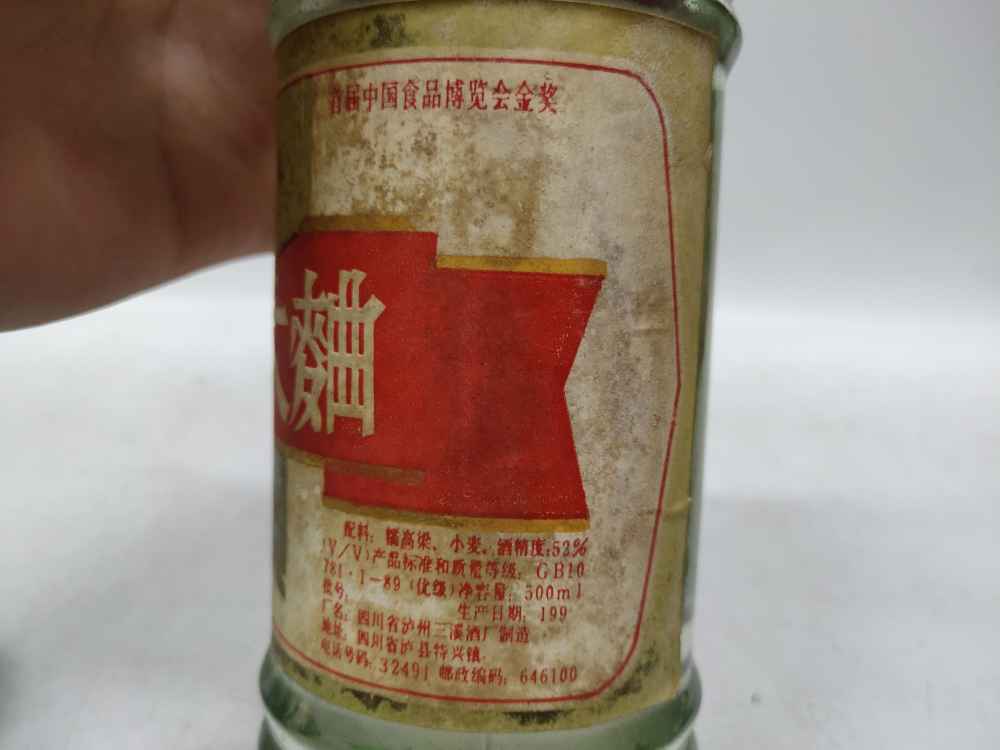 首届中国食品博览会金奖
大麯
配料：糯高粱、小麦。酒精度：52%
（V/V）产品标准和质量等级：GB10
781·1—89（优级）净容量：500ml
批号： 生产日期：199
厂名：四川省泸州三溪酒厂制造
地址：四川省泸县特兴镇
电话号码：32491 邮政编码：646100